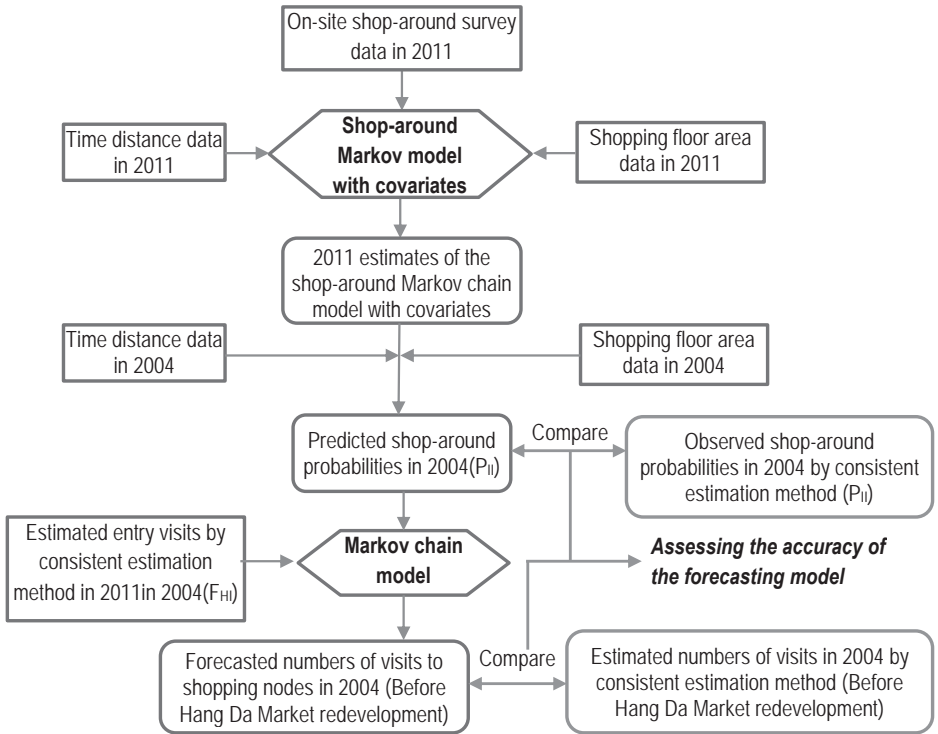 On-site shop-around survey
data in 2011
Time distance data
in 2011
Shop-around
Markov model
with covariates
Shopping floor area
data in 2011
2011 estimates of the
shop-around Markov chain
model with covariates
Time distance data
in 2004
Shopping floor area
data in 2004
Predicted shop-around
probabilities in 2004(PII)
Compare
Observed shop-around
probabilities in 2004 by consistent
estimation method (PII)
Estimated entry visits by
consistent estimation
method in 2011in 2004(FHI)
Markov chain
model
Assessing the accuracy of
the forecasting model
Forecasted numbers of visits to
shopping nodes in 2004 (Before
Hang Da Market redevelopment)
Compare
Estimated numbers of visits in 2004 by
consistent estimation method (Before
Hang Da Market redevelopment)